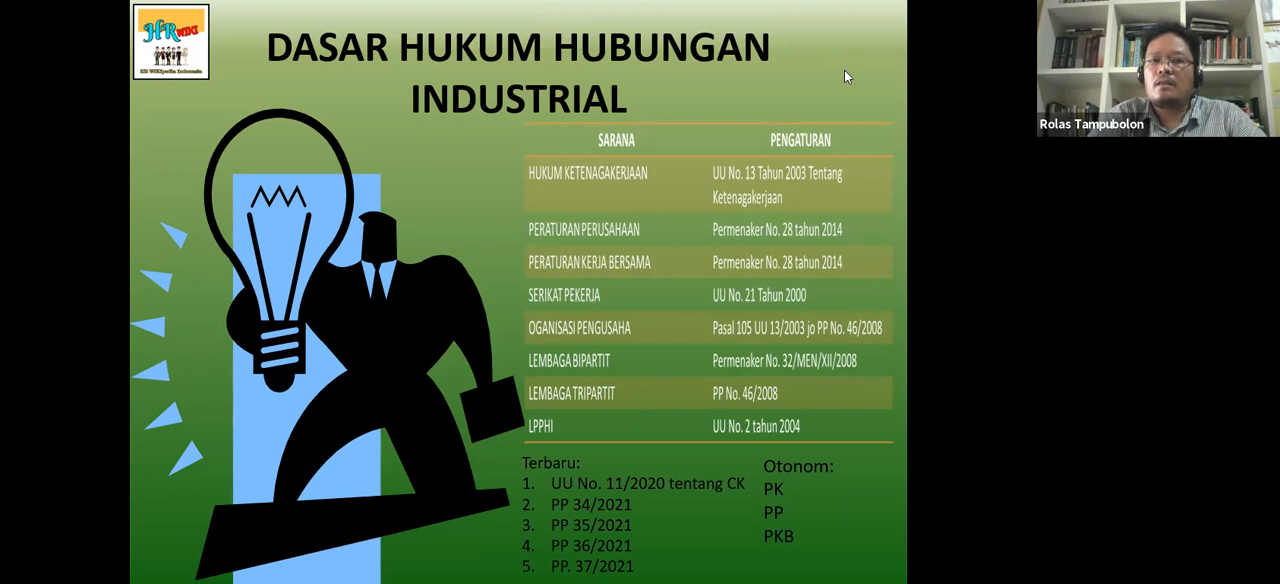 HR WIKI
HR WIKIpedia Indonesia
DASAR HUKUM HUBUNGAN
INDUSTRIAL
SARANA PENGATURAN
HUKUM KETENAGAKERJAAN UU No. 13 Tahun 2003 Tentang
Ketenagakerjaan
PERATURAN PERUSAHAAN Permenaker No. 28 tahun 2014
PERATURAN KERJA BERSAMA Permenaker No. 28 tahun 2014
SERIKAT PEKERJA UU No. 21 Tahun 2000
OGANISASI PENGUSAHA Pasal 105 UU 13/2003 jo PP No. 46/2008
LEMBAGA BIPARTIT Permenaker No. 32/MEN/XII/2008
LEMBAGA TRIPARTIT PP No. 46/2008
LPPHI UU No. 2 tahun 2004
Terbaru:
1. UU No. 11/2020 tentang CK
2. PP 34/2021
3. PP 35/2021
4. PP 36/2021
5. PP. 37/2021
Otonom:
PK
PP
PKB
Rolas Tampubolon